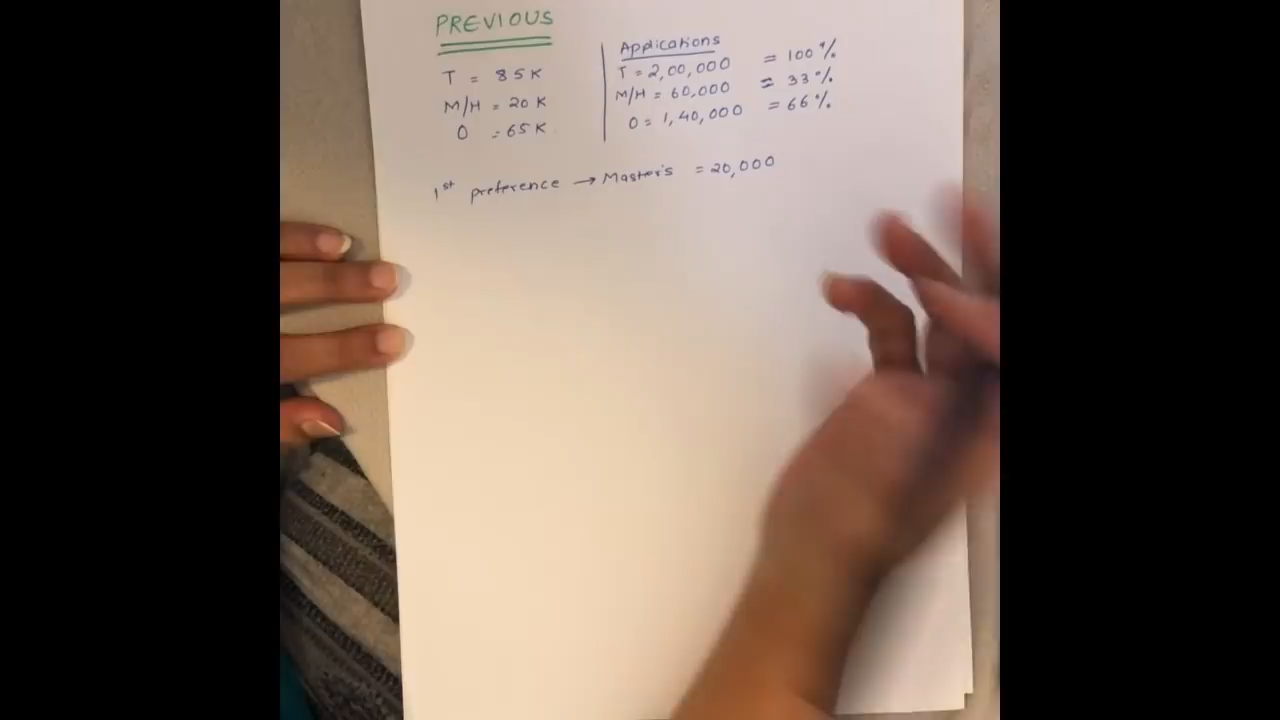 PREVIOUS
T = 85K
M/H = 20K
O = 65K
Applications
T = 2,00,000 = 100%
M/H = 60,000 = 33%
O = 1,40,000 = 66%
1st preference → Master's = 20,000